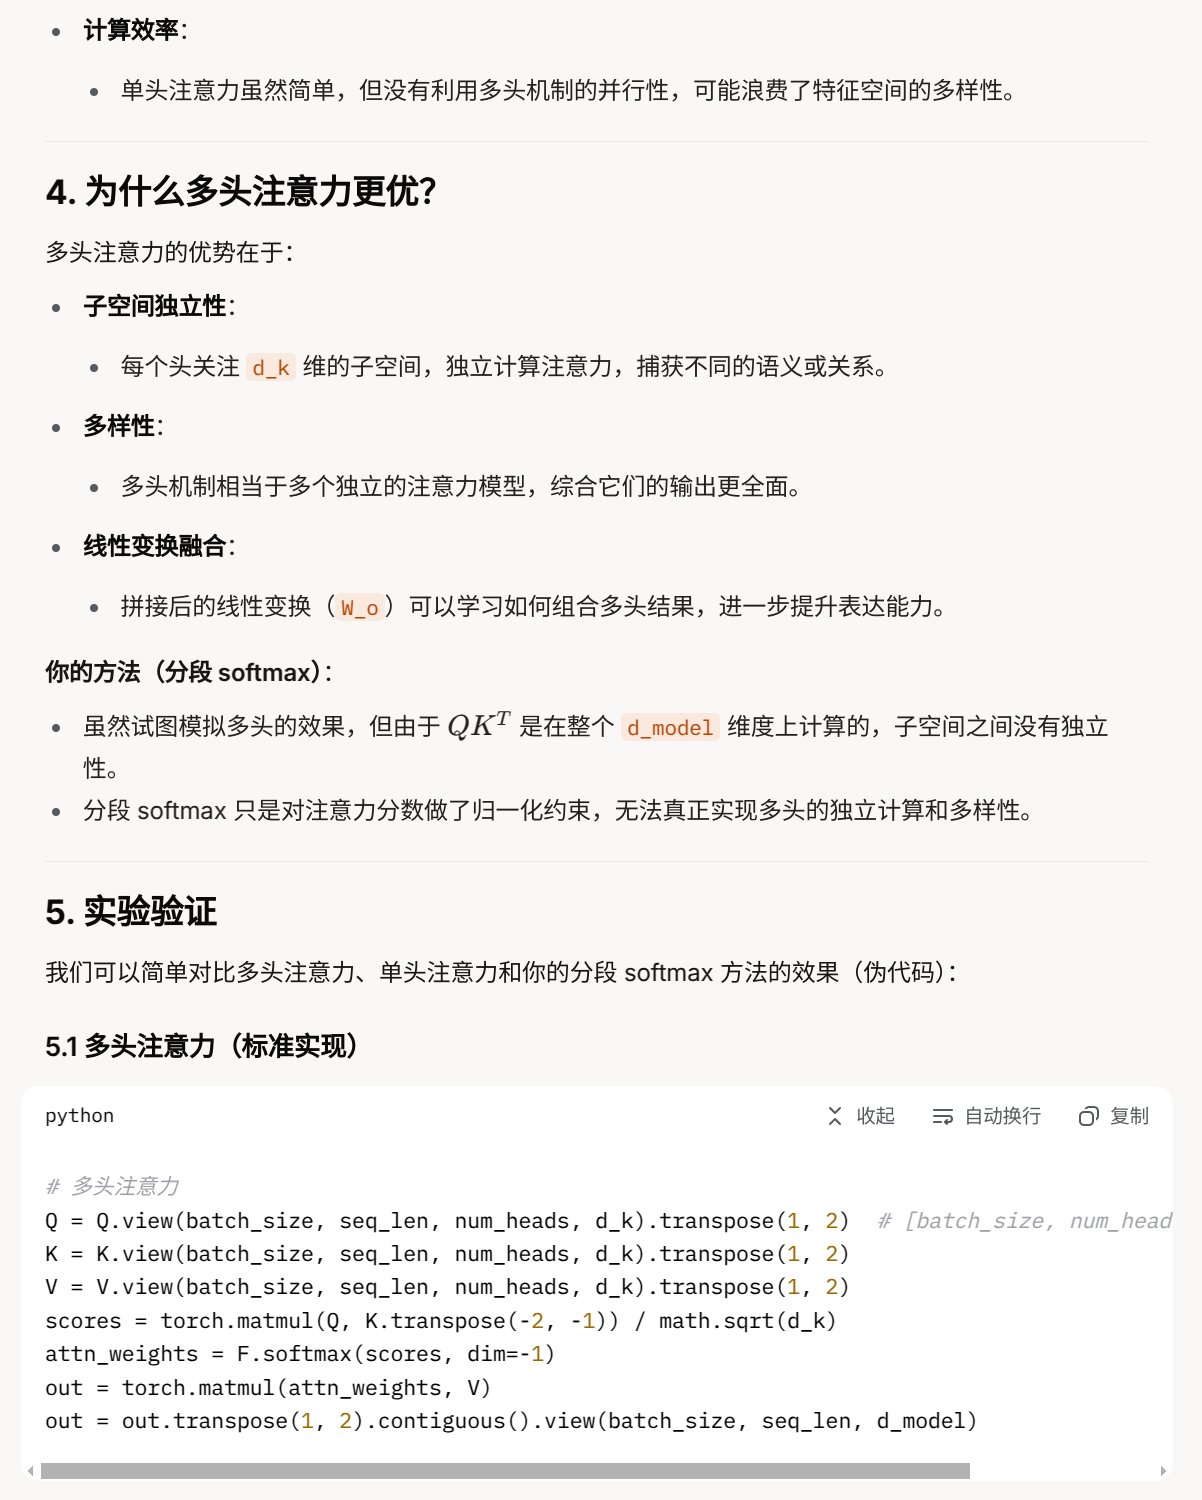 计算效率：
单头注意力虽然简单，但没有利用多头机制的并行性，可能浪费了特征空间的多样性。
4. 为什么多头注意力更优？
多头注意力的优势在于：
子空间独立性：
每个头关注 d_k 维的子空间，独立计算注意力，捕获不同的语义或关系。
多样性：
多头机制相当于多个独立的注意力模型，综合它们的输出更全面。
线性变换融合：
拼接后的线性变换（W_o）可以学习如何组合多头结果，进一步提升表达能力。
你的方法（分段 softmax）：
虽然试图模拟多头的效果，但由于 QK^T 是在整个 d_model 维度上计算的，子空间之间没有独立
性。
分段 softmax 只是对注意力分数做了归一化约束，无法真正实现多头的独立计算和多样性。
5. 实验验证
我们可以简单对比多头注意力、单头注意力和你的分段 softmax 方法的效果（伪代码）：
5.1 多头注意力（标准实现）
python 收起 自动换行 复制
# 多头注意力
Q = Q.view(batch_size, seq_len, num_heads, d_k).transpose(1, 2)  # [batch_size, num_head
K = K.view(batch_size, seq_len, num_heads, d_k).transpose(1, 2)
V = V.view(batch_size, seq_len, num_heads, d_k).transpose(1, 2)
scores = torch.matmul(Q, K.transpose(-2, -1)) / math.sqrt(d_k)
attn_weights = F.softmax(scores, dim=-1)
out = torch.matmul(attn_weights, V)
out = out.transpose(1, 2).contiguous().view(batch_size, seq_len, d_model)